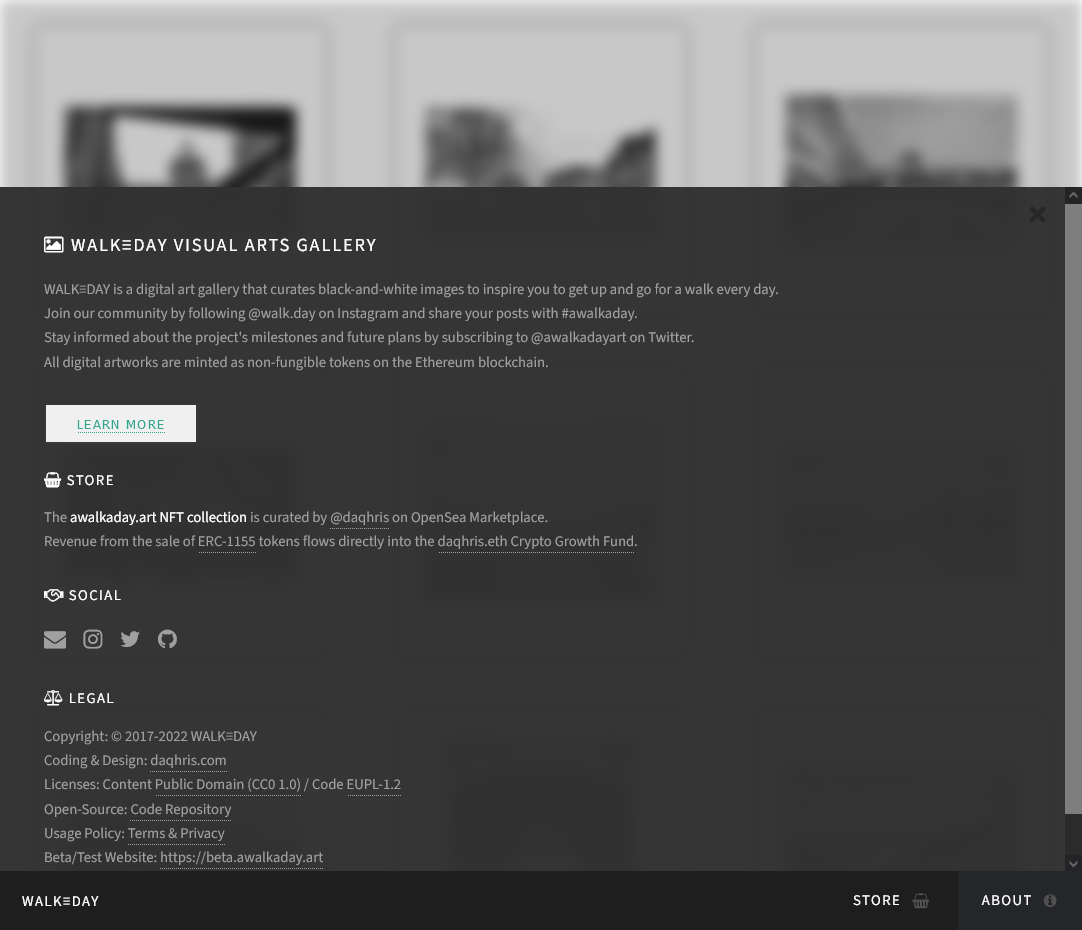 WALK≡DAY VISUAL ARTS GALLERY
WALK≡DAY is a digital art gallery that curates black-and-white images to inspire you to get up and go for a walk every day.
Join our community by following @walk.day on Instagram and share your posts with #awalkaday.
Stay informed about the project's milestones and future plans by subscribing to @awalkadayart on Twitter.
All digital artworks are minted as non-fungible tokens on the Ethereum blockchain.
LEARN MORE
STORE
The awalkaday.art NFT collection is curated by @daqhris on OpenSea Marketplace.
Revenue from the sale of ERC-1155 tokens flows directly into the daqhris.eth Crypto Growth Fund.
SOCIAL
LEGAL
Copyright: © 2017-2022 WALK≡DAY
Coding & Design: daqhris.com
Licenses: Content Public Domain (CC0 1.0) / Code EUPL-1.2
Open-Source: Code Repository
Usage Policy: Terms & Privacy
Beta/Test Website: https://beta.awalkaday.art
WALK≡DAY STORE ABOUT